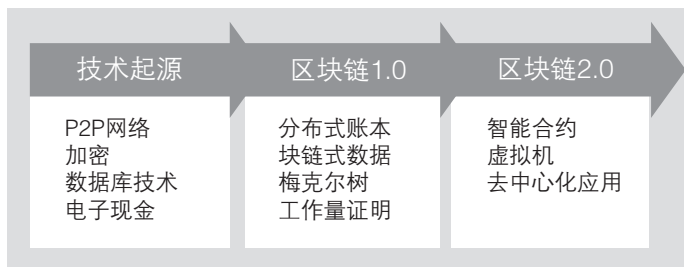 技术起源
P2P网络
加密
数据库技术
电子现金
区块链1.0
分布式账本
块链式数据
梅克尔树
工作量证明
区块链2.0
智能合约
虚拟机
去中心化应用